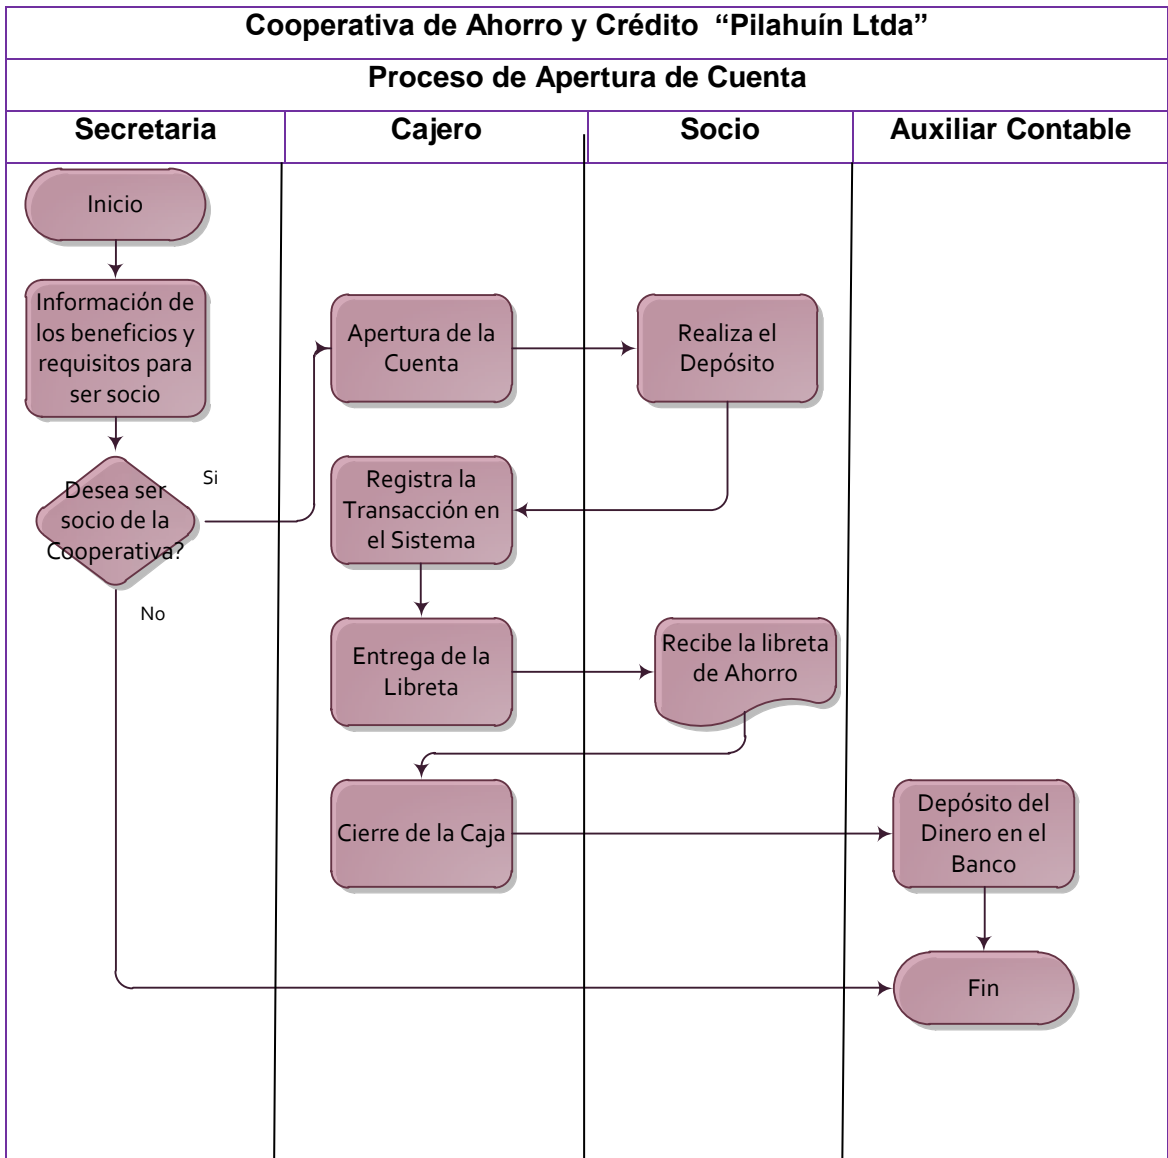 Cooperativa de Ahorro y Crédito “Pilahuín Ltda”
Proceso de Apertura de Cuenta
Secretaria
Cajero
Socio
Auxiliar Contable
Inicio
Información de
los beneficios y
requisitos para
ser socio
Apertura de la
Cuenta
Realiza el
Depósito
Desea ser
socio de la
Cooperativa?
Si
No
Registra la
Transacción en
el Sistema
Entrega de la
Libreta
Recibe la libreta
de Ahorro
Cierre de la Caja
Depósito del
Dinero en el
Banco
Fin